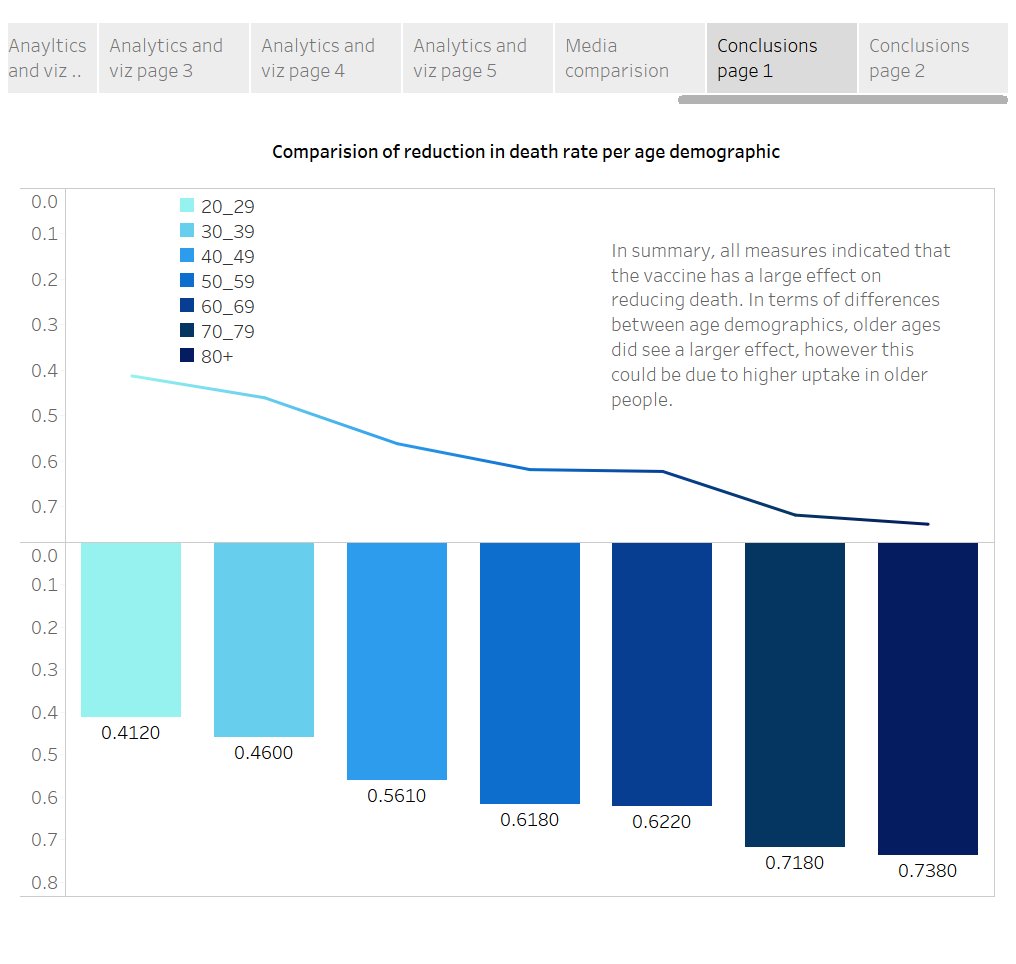 Anayltics
and viz ..
Analytics and
viz page 3
Analytics and
viz page 4
Analytics and
viz page 5
Media
comparision
Conclusions
page 1
Conclusions
page 2
Comparision of reduction in death rate per age demographic
0.0
0.1
0.2
0.3
0.4
0.5
0.6
0.7
20_29
30_39
40_49
50_59
60_69
70_79
80+
In summary, all measures indicated that
the vaccine has a large effect on
reducing death. In terms of differences
between age demographics, older ages
did see a larger effect, however this
could be due to higher uptake in older
people.
0.0
0.1
0.2
0.3
0.4
0.5
0.6
0.7
0.8
0.4120
0.4600
0.5610
0.6180
0.6220
0.7180
0.7380